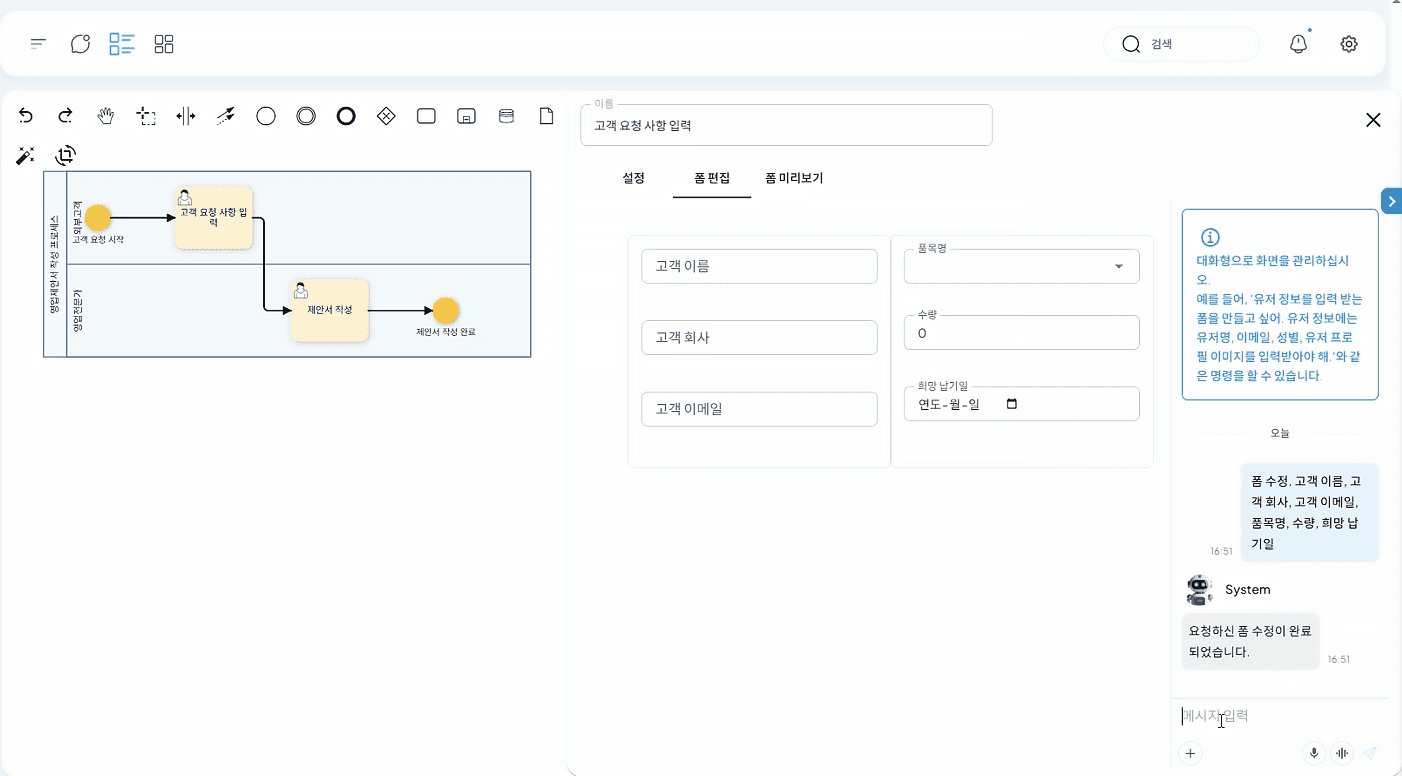 검색
이름
고객 요청 사항 입력
설정
폼 편집
폼 미리보기
영업제안서 작성 프로세스
외부고객
고객 요청 시작
고객 요청 사항 입
력
영업전문가
제안서 작성
제안서 작성 완료
고객 이름
고객 회사
고객 이메일
품목명
수량
0
희망 납기일
연도-월-일
대화형으로 화면을 관리하십시
오.
예를 들어, '유저 정보를 입력 받는
폼을 만들고 싶어. 유저 정보에는
유저명, 이메일, 성별, 유저 프로
필 이미지를 입력받아야 해.'와 같
은 명령을 할 수 있습니다.
오늘
폼 수정. 고객 이름, 고
객 회사, 고객 이메일,
품목명, 수량, 희망 납
기일
16:51
System
요청하신 폼 수정이 완료
되었습니다.
16:51
메시지 입력